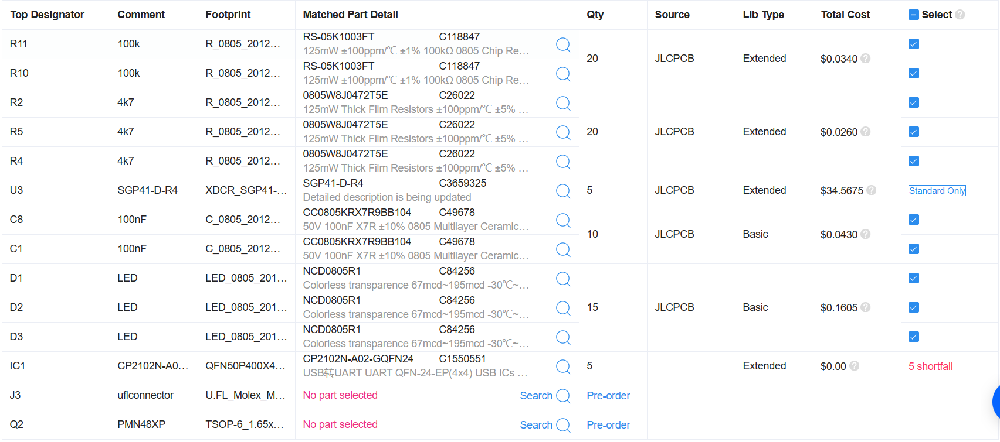 Top Designator Comment Footprint Matched Part Detail Qty Source Lib Type Total Cost Select ?
R11 100k R_0805_2012... RS-05K1003FT C118847
125mW ±100ppm/℃ ±1% 100kΩ 0805 Chip Re...
20 JLCPCB Extended $0.0340 ?
R10 100k R_0805_2012... RS-05K1003FT C118847
125mW ±100ppm/℃ ±1% 100kΩ 0805 Chip Re...
R2 4k7 R_0805_2012... 0805W8J0472T5E C26022
125mW Thick Film Resistors ±100ppm/℃ ±5% ...
R5 4k7 R_0805_2012... 0805W8J0472T5E C26022
125mW Thick Film Resistors ±100ppm/℃ ±5% ...
20 JLCPCB Extended $0.0260 ?
R4 4k7 R_0805_2012... 0805W8J0472T5E C26022
125mW Thick Film Resistors ±100ppm/℃ ±5% ...
U3 SGP41-D-R4 XDCR_SGP41-... SGP41-D-R4 C3659325
Detailed description is being updated
5 JLCPCB Extended $34.5675 ? Standard Only
C8 100nF C_0805_2012... CC0805KRX7R9BB104 C49678
50V 100nF X7R ±10% 0805 Multilayer Ceramic...
10 JLCPCB Basic $0.0430 ?
C1 100nF C_0805_2012... CC0805KRX7R9BB104 C49678
50V 100nF X7R ±10% 0805 Multilayer Ceramic...
D1 LED LED_0805_201... NCD0805R1 C84256
Colorless transparence 67mcd~195mcd -30℃~...
D2 LED LED_0805_201... NCD0805R1 C84256
Colorless transparence 67mcd~195mcd -30℃~...
15 JLCPCB Basic $0.1605 ?
D3 LED LED_0805_201... NCD0805R1 C84256
Colorless transparence 67mcd~195mcd -30℃~...
IC1 CP2102N-A0... QFN50P400X4... CP2102N-A02-GQFN24 C1550551
USB转UART UART QFN-24-EP(4x4) USB ICs ...
5 Extended $0.00 ? 5 shortfall
J3 uflconnector U.FL_Molex_M... No part selected Search Pre-order
Q2 PMN48XP TSOP-6_1.65x... No part selected Search Pre-order